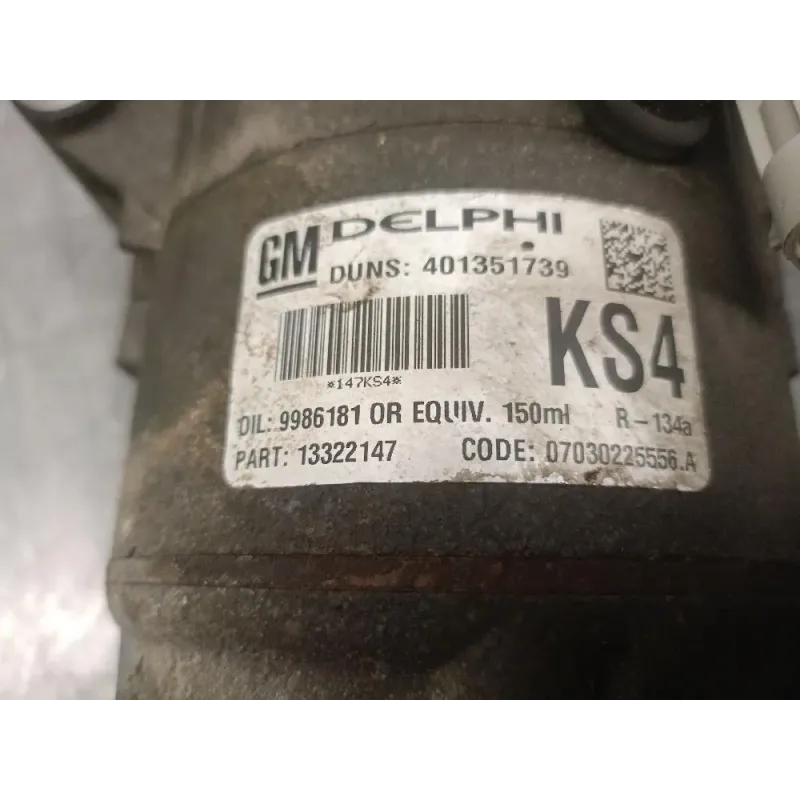 GM DELPHI
DUNS: 401351739
*147KS4*
KS4
OIL: 9986181 OR EQUIV. 150ml R-134a
PART: 13322147 CODE: 07030225556.A